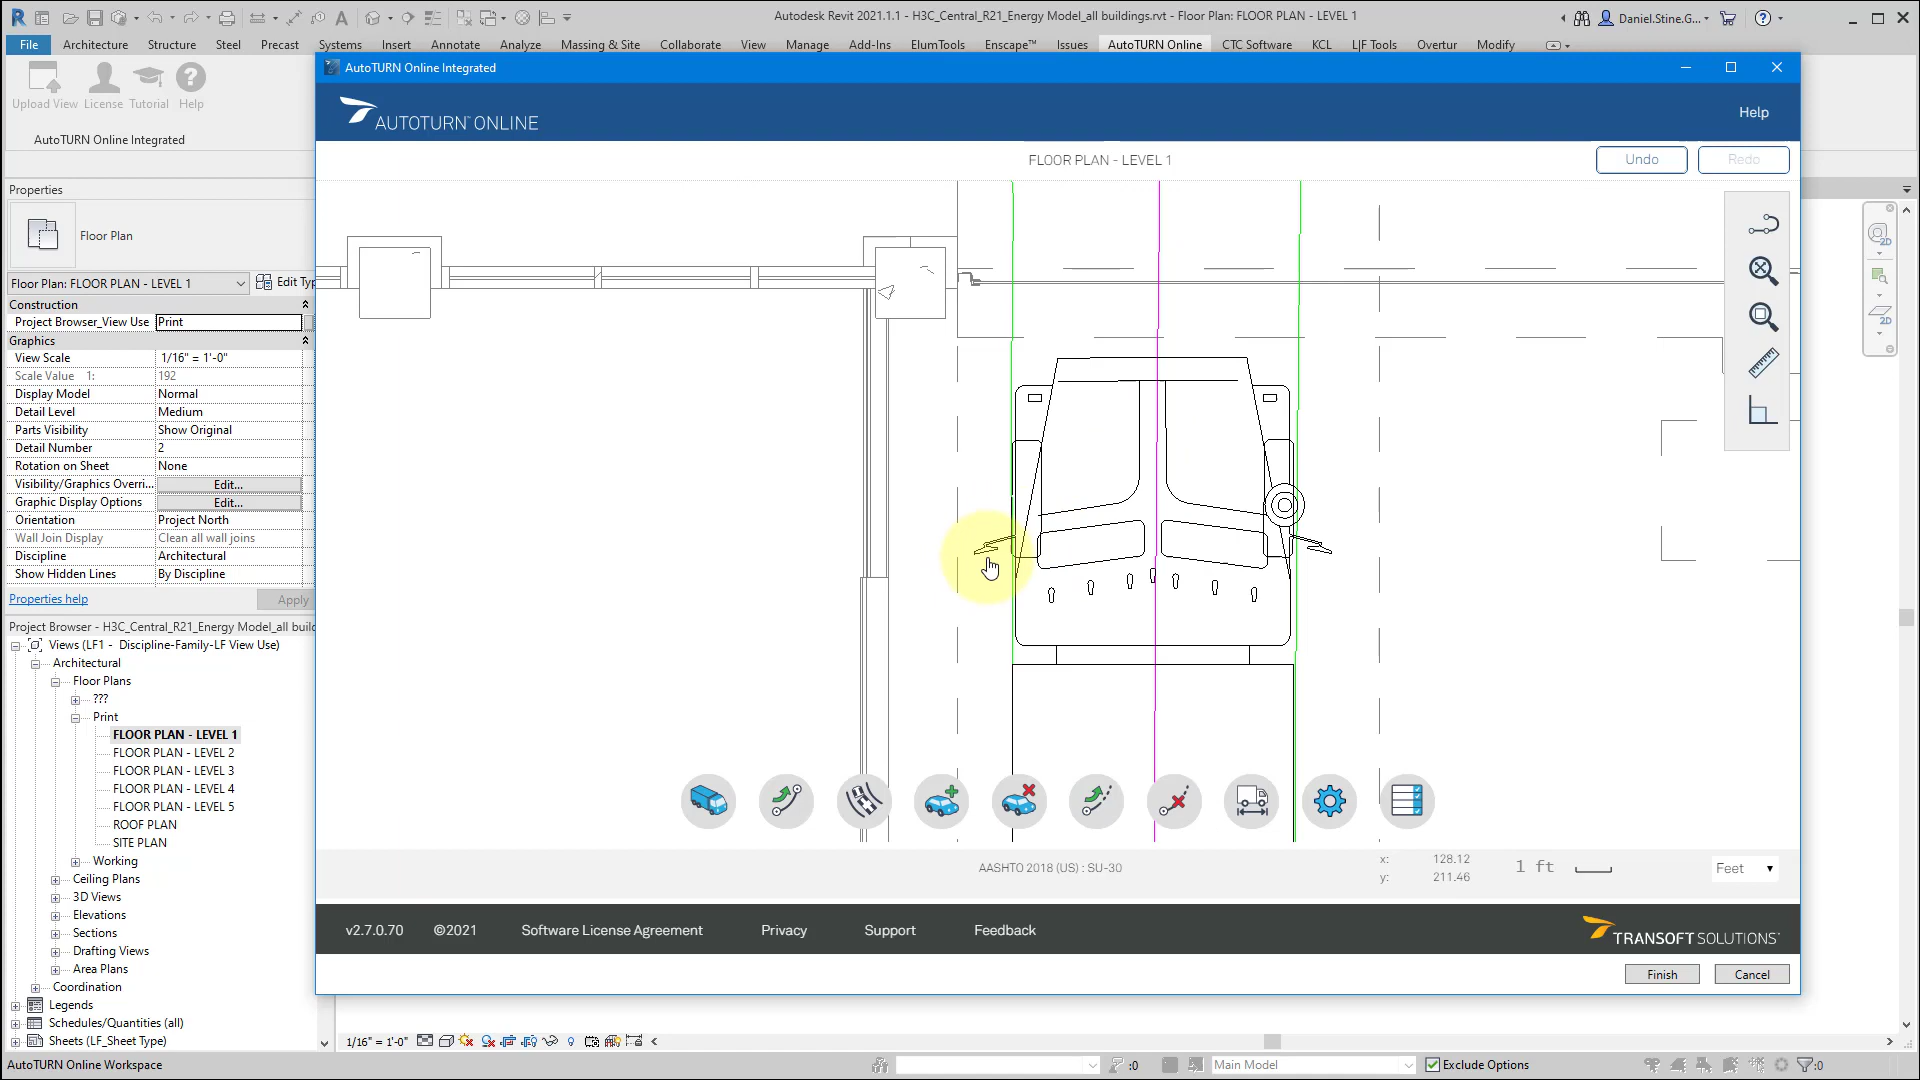 Autodesk Revit 2021.1.1 - H3C_Central_R21_Energy Model_all buildings.rvt - Floor Plan: FLOOR PLAN - LEVEL 1
Daniel.Stine.G...
File Architecture Structure Steel Precast Systems Insert Annotate Analyze Massing & Site Collaborate View Manage Add-Ins ElumTools Enscape™ Issues AutoTURN Online CTC Software KCL L|F Tools Overtur Modify
Upload View License Tutorial Help
AutoTURN Online Integrated
AutoTURN Online Integrated
AUTOTURN™ ONLINE
Help
FLOOR PLAN - LEVEL 1
Undo
Redo
Properties
Floor Plan
Floor Plan: FLOOR PLAN - LEVEL 1
Edit Typ
Construction
Project Browser_View Use Print
Graphics
View Scale 1/16" = 1'-0"
Scale Value 1: 192
Display Model Normal
Detail Level Medium
Parts Visibility Show Original
Detail Number 2
Rotation on Sheet None
Visibility/Graphics Overri... Edit...
Graphic Display Options Edit...
Orientation Project North
Wall Join Display Clean all wall joins
Discipline Architectural
Show Hidden Lines By Discipline
Properties help
Apply
Project Browser - H3C_Central_R21_Energy Model_all build
Views (LF1 - Discipline-Family-LF View Use)
Architectural
Floor Plans
???
Print
FLOOR PLAN - LEVEL 1
FLOOR PLAN - LEVEL 2
FLOOR PLAN - LEVEL 3
FLOOR PLAN - LEVEL 4
FLOOR PLAN - LEVEL 5
ROOF PLAN
SITE PLAN
Working
Ceiling Plans
3D Views
Elevations
Sections
Drafting Views
Area Plans
Coordination
Legends
Schedules/Quantities (all)
Sheets (LF_Sheet Type)
2D
2D
AASHTO 2018 (US) : SU-30
x: 128.12
y: 211.46
1 ft
Feet
v2.7.0.70 ©2021 Software License Agreement Privacy Support Feedback
TRANSOFT SOLUTIONS
Finish
Cancel
1/16" = 1'-0"
AutoTURN Online Workspace
:0
Main Model
Exclude Options
:0